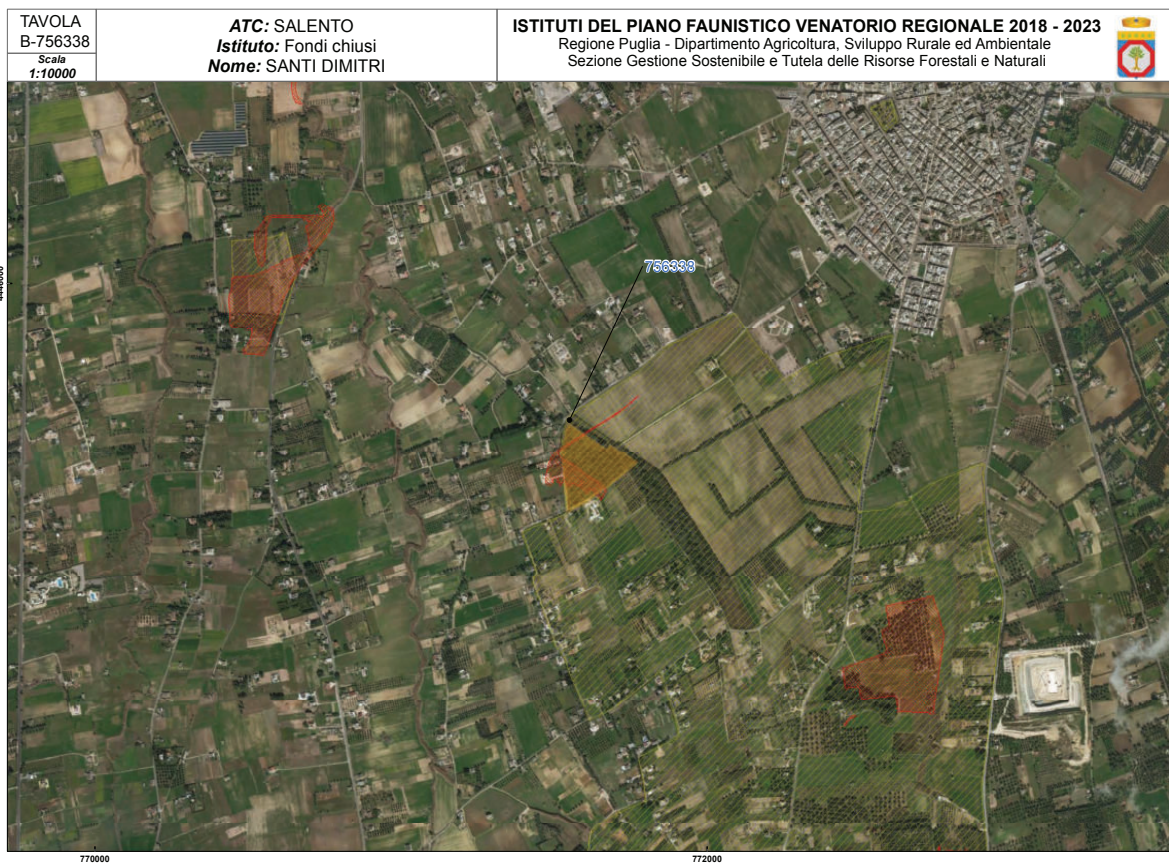 TAVOLA
B-756338
Scala
1:10000
ATC: SALENTO
Istituto: Fondi chiusi
Nome: SANTI DIMITRI
ISTITUTI DEL PIANO FAUNISTICO VENATORIO REGIONALE 2018 - 2023
Regione Puglia - Dipartimento Agricoltura, Sviluppo Rurale ed Ambientale
Sezione Gestione Sostenibile e Tutela delle Risorse Forestali e Naturali
756338
770000
772000